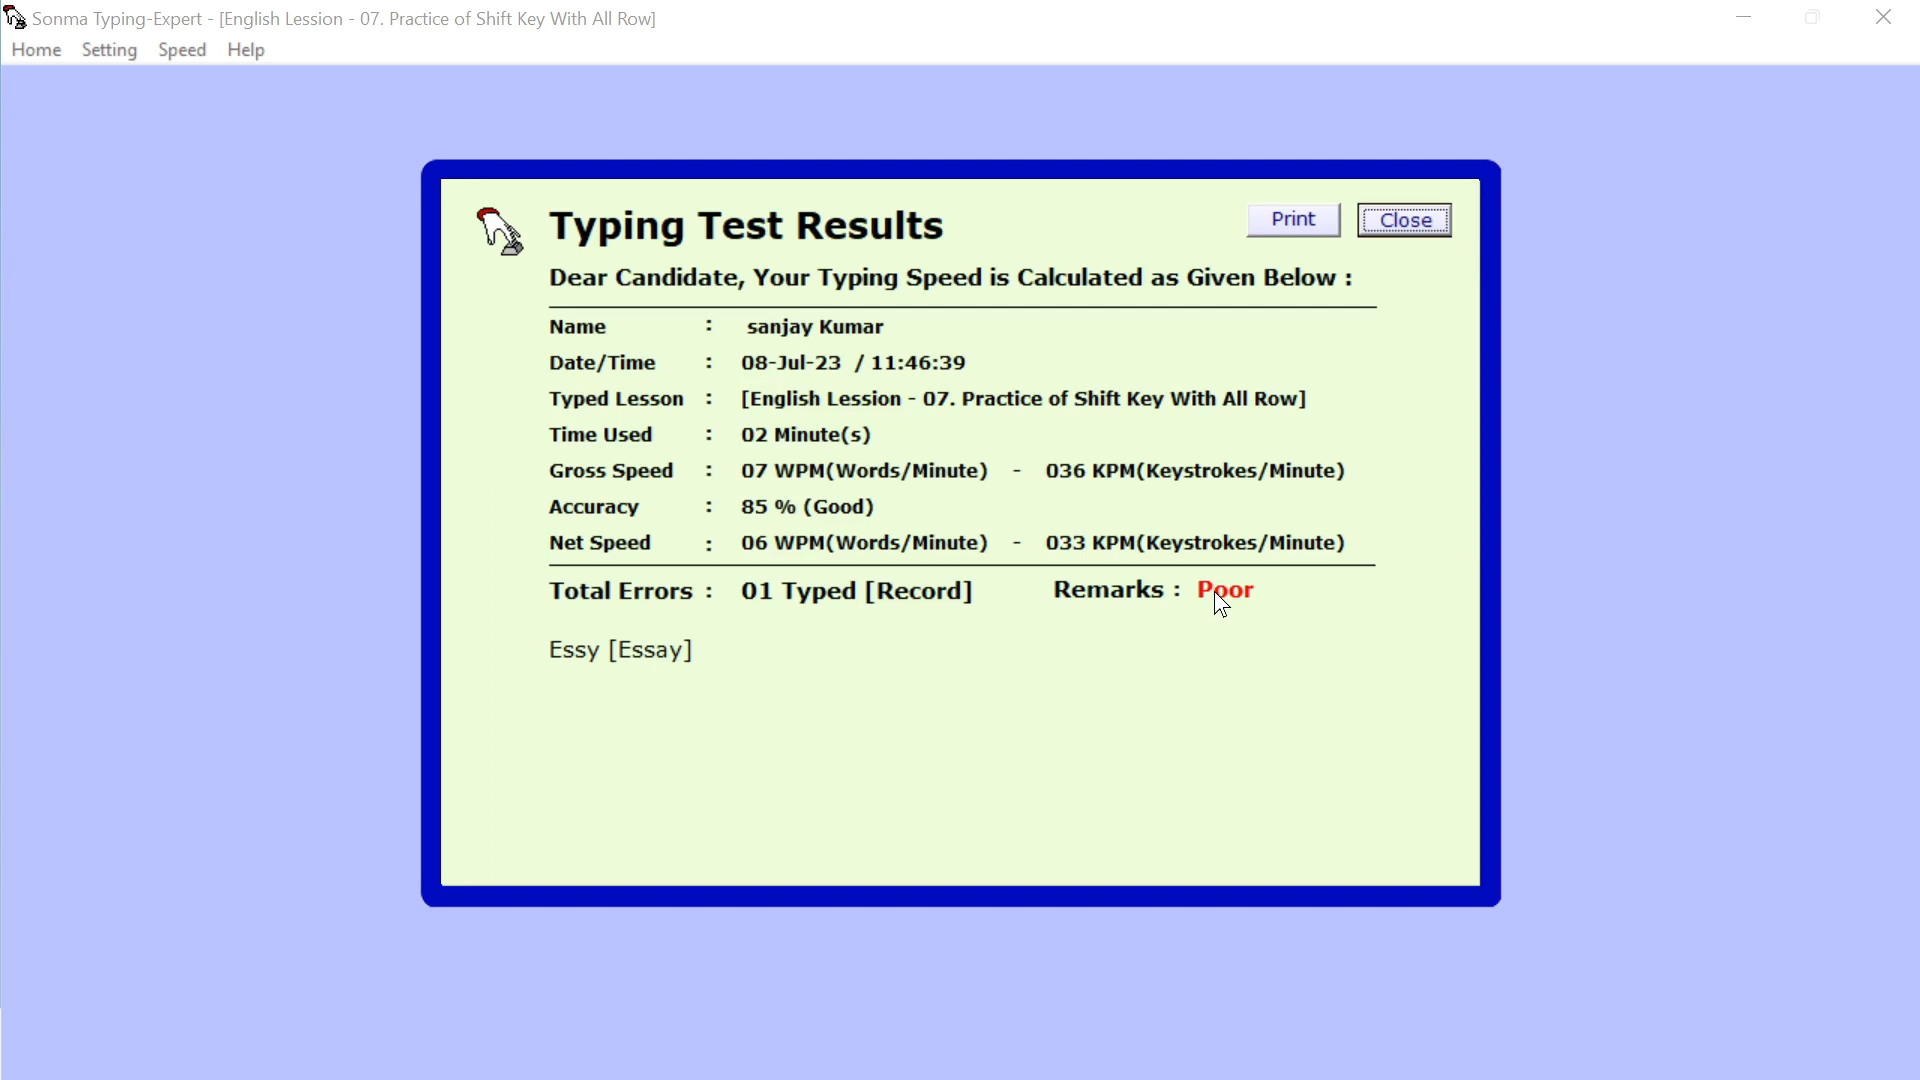 Sonma Typing-Expert - [English Lession - 07. Practice of Shift Key With All Row]
Home Setting Speed Help
Typing Test Results
Print Close
Dear Candidate, Your Typing Speed is Calculated as Given Below :
Name : sanjay Kumar
Date/Time : 08-Jul-23 / 11:46:39
Typed Lesson : [English Lession - 07. Practice of Shift Key With All Row]
Time Used : 02 Minute(s)
Gross Speed : 07 WPM(Words/Minute) - 036 KPM(Keystrokes/Minute)
Accuracy : 85 % (Good)
Net Speed : 06 WPM(Words/Minute) - 033 KPM(Keystrokes/Minute)
Total Errors : 01 Typed [Record] Remarks : Poor
Essy [Essay]